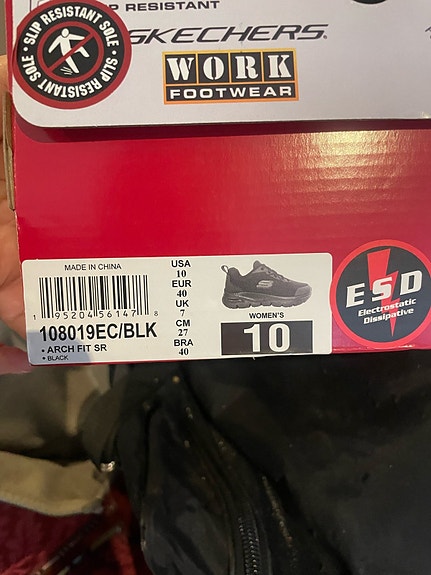 SLIP RESISTANT SOLE • SLIP RESISTANT SOLE •
P RESISTANT
SKECHERS.
WORK
FOOTWEAR
MADE IN CHINA
1 95204 56147 8
108019EC/BLK
• ARCH FIT SR
• BLACK
USA
10
EUR
40
UK
7
CM
27
BRA
40
WOMEN'S
10
ESD
Electrostatic
Dissipative